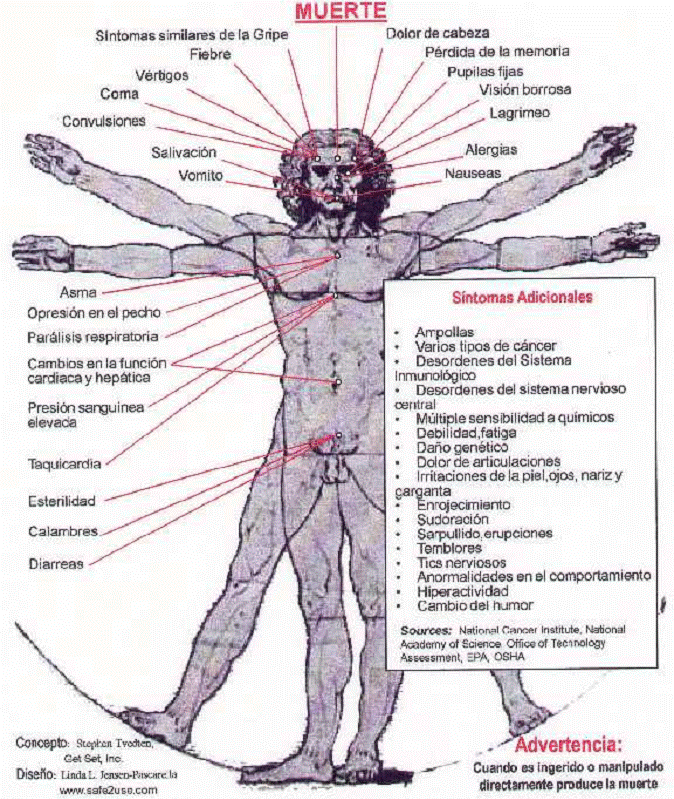 MUERTE
Síntomas similares de la Gripe
Fiebre
Vértigos
Coma
Convulsiones
Salivación
Vomito
Dolor de cabeza
Pérdida de la memoria
Pupilas fijas
Visión borrosa
Lagrimeo
Alergias
Nauseas
Asma
Opresión en el pecho
Parálisis respiratoria
Cambios en la función
cardiaca y hepática
Presión sanguínea
elevada
Taquicardia
Esterilidad
Calambres
Diarreas
Síntomas Adicionales
• Ampollas
• Varios tipos de cáncer
• Desordenes del Sistema
Inmunológico
• Desordenes del sistema nervioso
central
• Múltiple sensibilidad a químicos
• Debilidad,fatiga
• Daño genético
• Dolor de articulaciones
• Irritaciones de la piel,ojos, nariz y
garganta
• Enrojecimiento
• Sudoración
• Sarpullido,erupciones
• Temblores
• Tics nerviosos
• Anormalidades en el comportamiento
• Hiperactividad
• Cambio del humor
Sources: National Cancer Institute, National
Academy of Science, Office of Technology
Assessment, EPA, OSHA
Concepto: Stephen Tvedten,
Get Set, Inc.
Diseño: Linda L.
www.safe2use.com
Advertencia:
Cuando es ingerido o manipulado
directamente produce la muerte